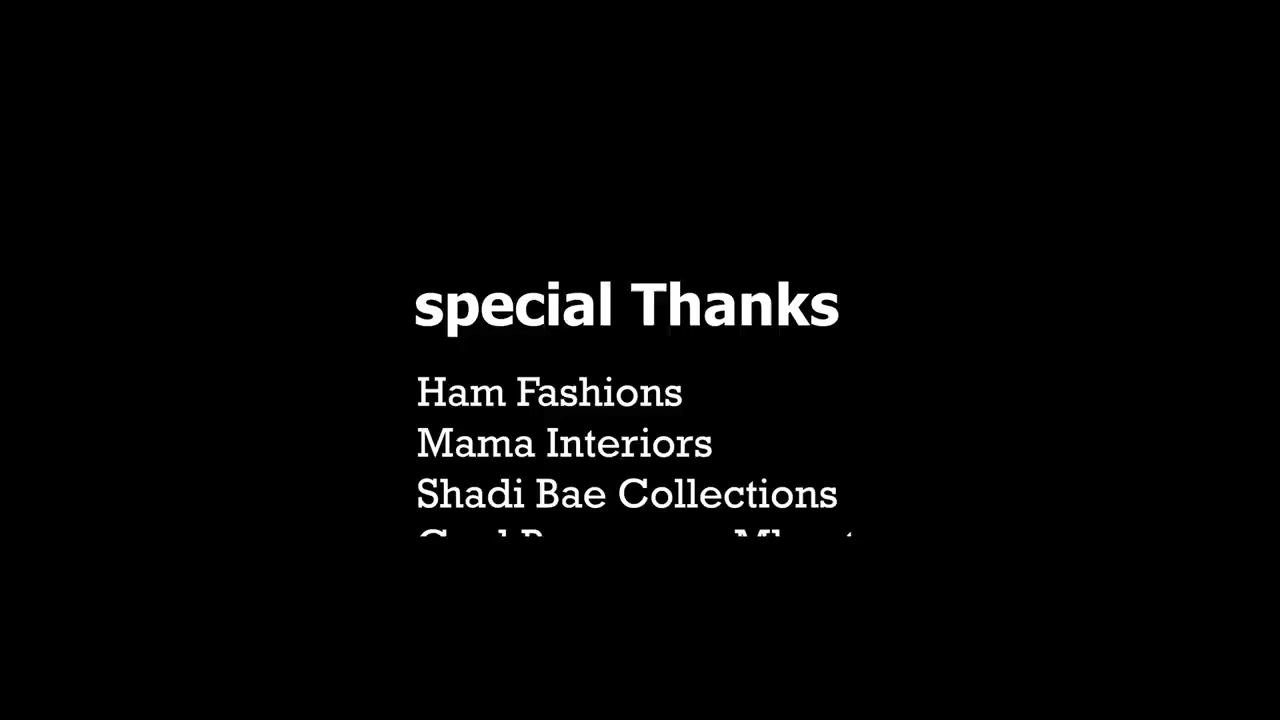 special Thanks
Ham Fashions
Mama Interiors
Shadi Bae Collections